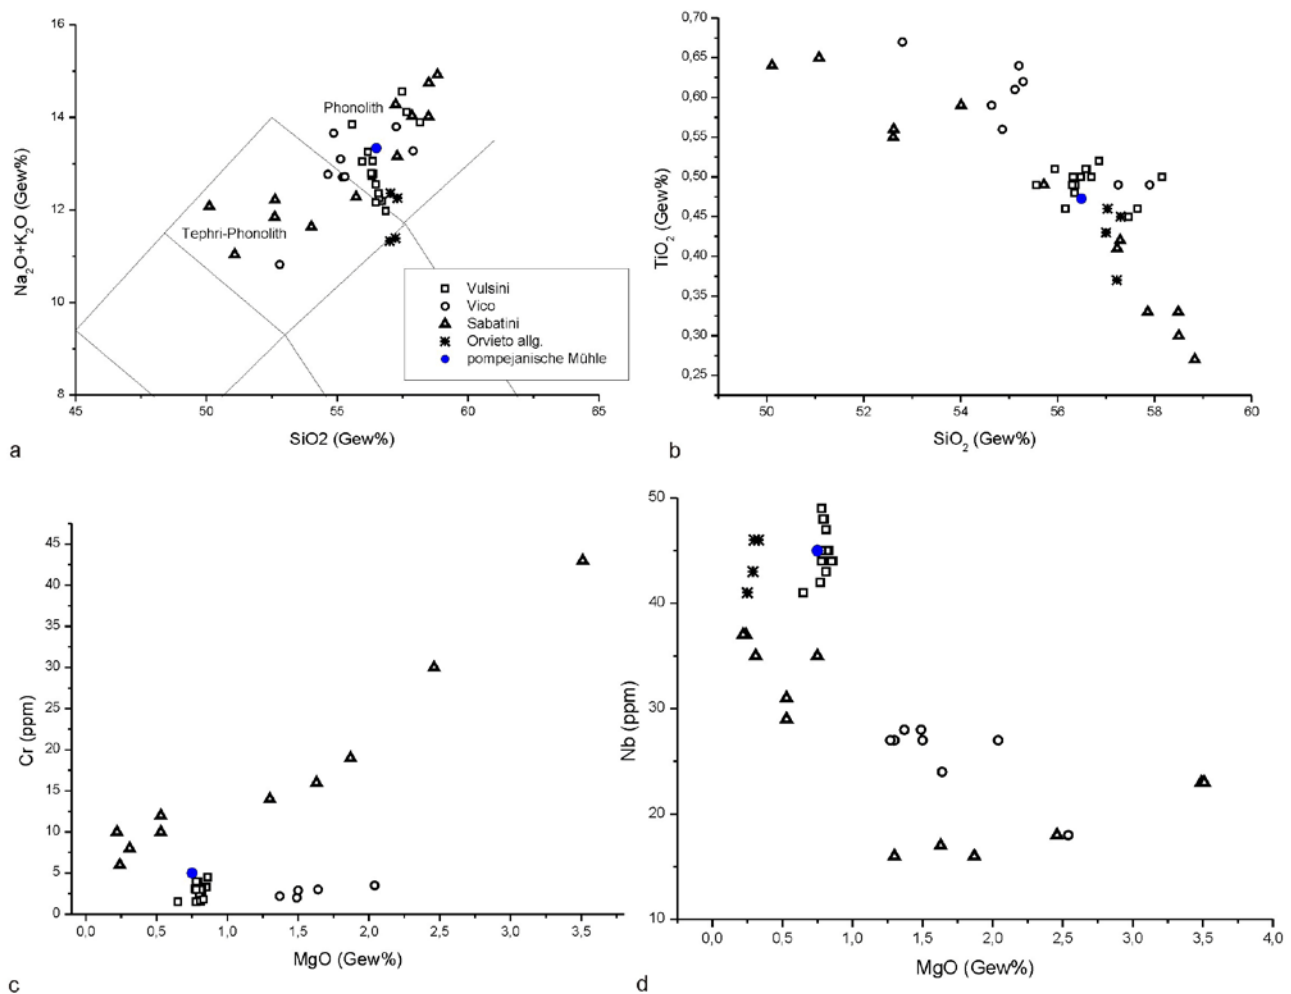 16
14
12
10
8
Na2O+K2O (Gew%)
Phonolith
Tephri-Phonolith
Vulsini
Vico
Sabatini
Orvieto allg.
pompejanische Mühle
45 50 55 60 65
SiO2 (Gew%)
a
0,70
0,65
0,60
0,55
0,50
0,45
0,40
0,35
0,30
0,25
TiO2 (Gew%)
50 52 54 56 58 60
SiO2 (Gew%)
b
45
40
35
30
25
20
15
10
5
0
Cr (ppm)
0,0 0,5 1,0 1,5 2,0 2,5 3,0 3,5
MgO (Gew%)
c
50
40
30
20
10
Nb (ppm)
0,0 0,5 1,0 1,5 2,0 2,5 3,0 3,5 4,0
MgO (Gew%)
d